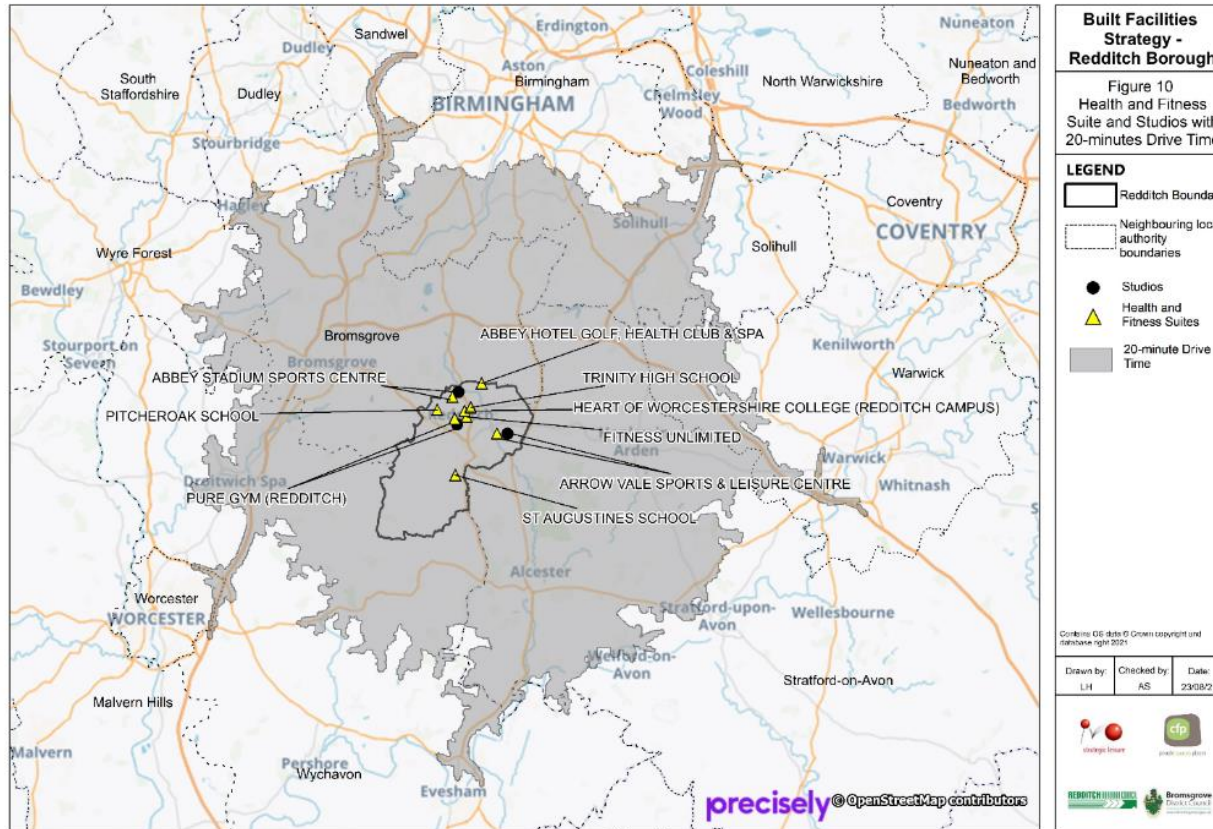 Sandwel
Erdington
Nuneaton
Dudley
Aston
Birmingham
Coleshill
North Warwickshire
Nuneaton and
Bedworth
South
Staffordshire
Dudley
BIRMINGHAM
Chelmsley
Wood
Bedworth
Stourbridge
Hagley
Solihull
Coventry
COVENTRY
Wyre Forest
Solihull
Bewdley
Bromsgrove
ABBEY HOTEL GOLF, HEALTH CLUB & SPA
Kenilworth
Stourport on
Severn
Bromsgrove
Warwick
ABBEY STADIUM SPORTS CENTRE
TRINITY HIGH SCHOOL
PITCHEROAK SCHOOL
HEART OF WORCESTERSHIRE COLLEGE (REDDITCH CAMPUS)
FITNESS UNLIMITED
Arden
Warwick
Droitwich Spa
PURE GYM (REDDITCH)
ARROW VALE SPORTS & LEISURE CENTRE
Whitnash
ST AUGUSTINES SCHOOL
Alcester
Worcester
WORCESTER
Stratford-upon-
Avon
Wellesbourne
Welford-on-
Avon
Stratford-on-Avon
Malvern Hills
Malvern
Pershore
Wychavon
Evesham
precisely © OpenStreetMap contributors
Built Facilities
Strategy -
Redditch Borough
Figure 10
Health and Fitness
Suite and Studios with
20-minutes Drive Time
LEGEND
Redditch Bounda
Neighbouring loc
authority
boundaries
Studios
Health and
Fitness Suites
20-minute Drive
Time
Contains OS data © Crown copyright and
database right 2021
Drawn by:
LH
Checked by:
AS
Date:
23/08/2
strategic leisure
cfp
REDDITCH BOROUGH COUNCIL
Bromsgrove
District Council